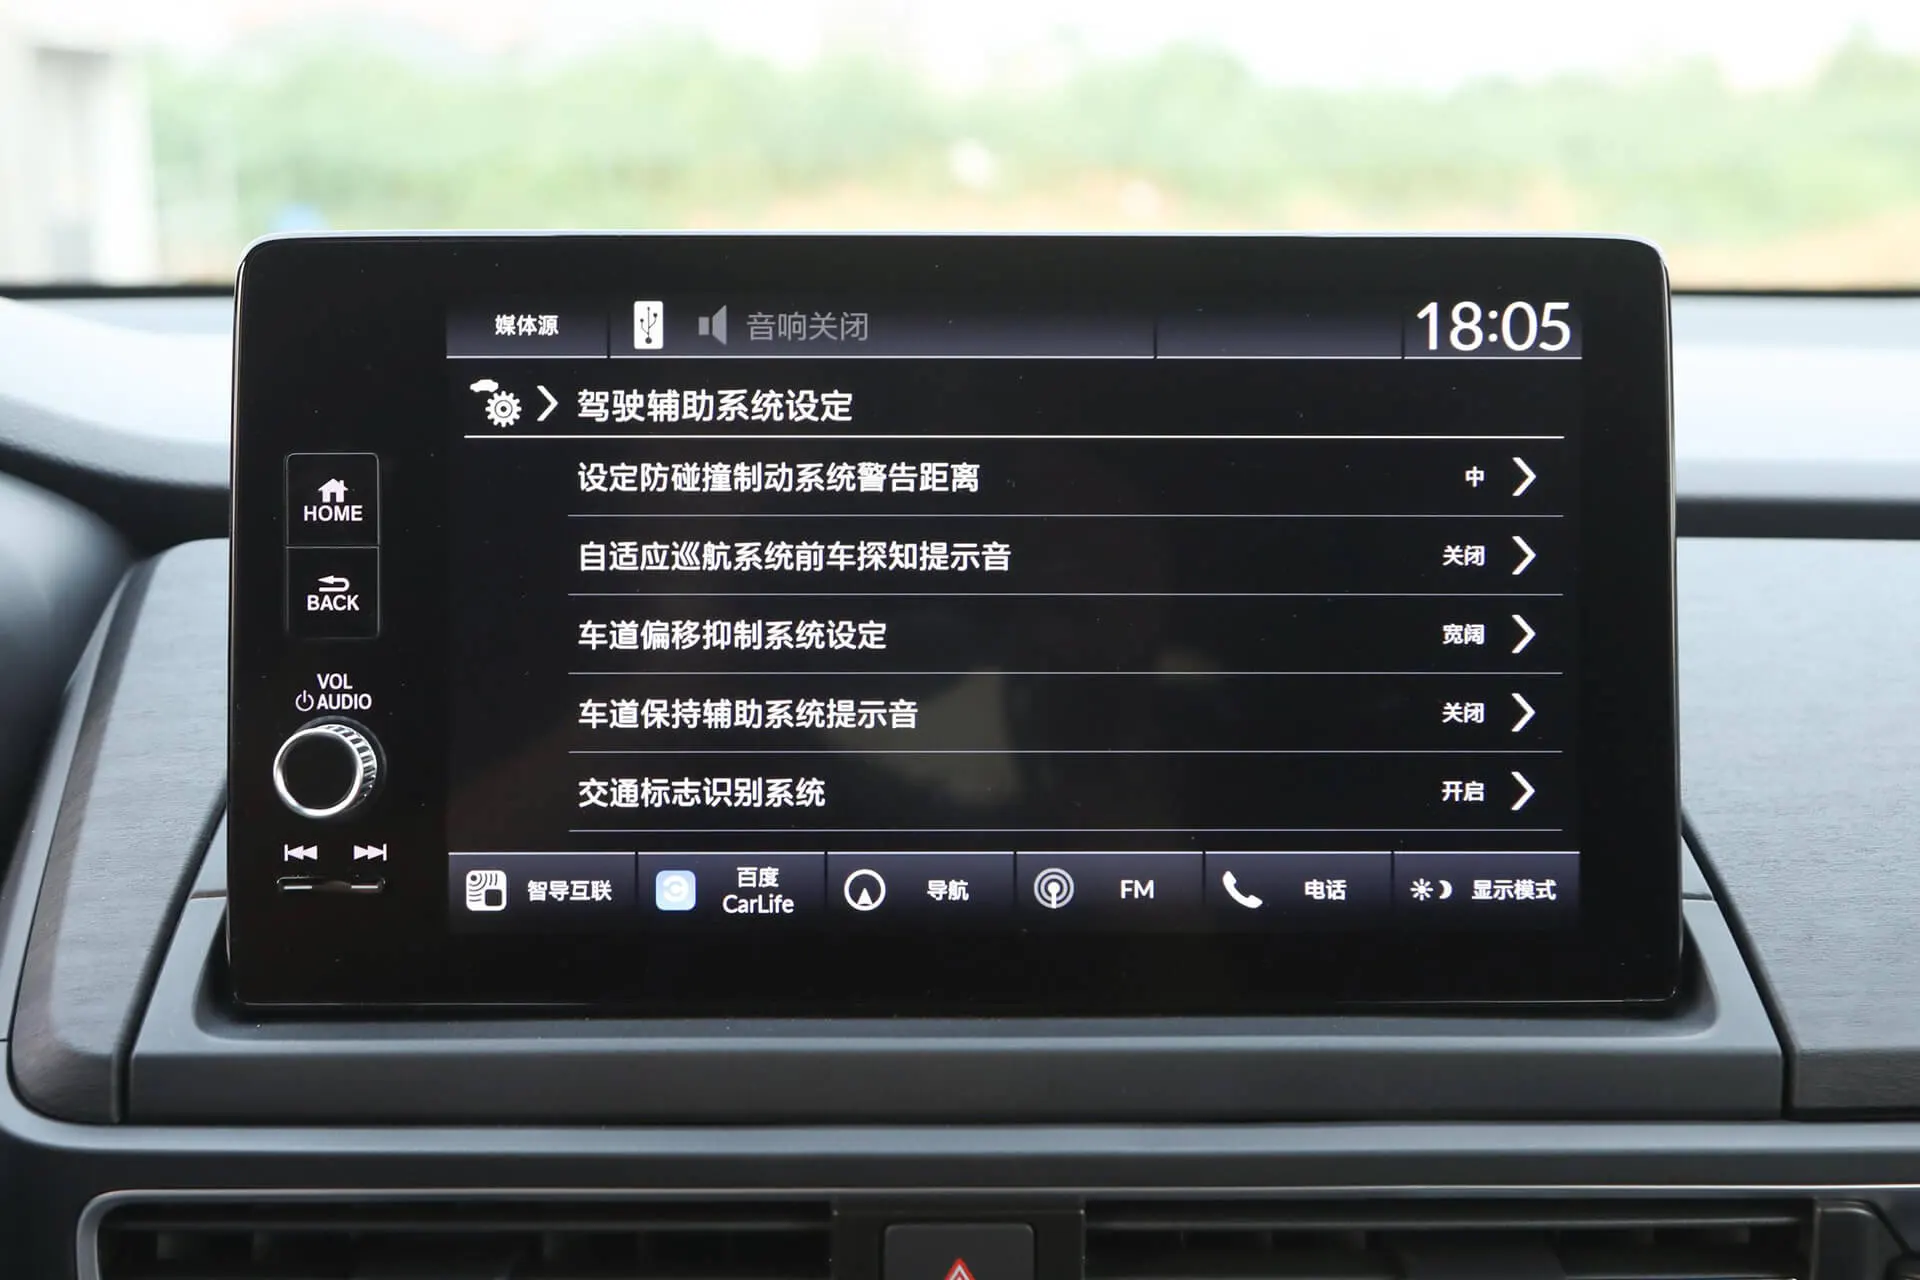 媒体源 音响关闭 18:05
驾驶辅助系统设定
设定防碰撞制动系统警告距离 中
自适应巡航系统前车探知提示音 关闭
车道偏移抑制系统设定 宽阔
车道保持辅助系统提示音 关闭
交通标志识别系统 开启
HOME
BACK
VOL
AUDIO
智导互联 百度 CarLife 导航 FM 电话 显示模式